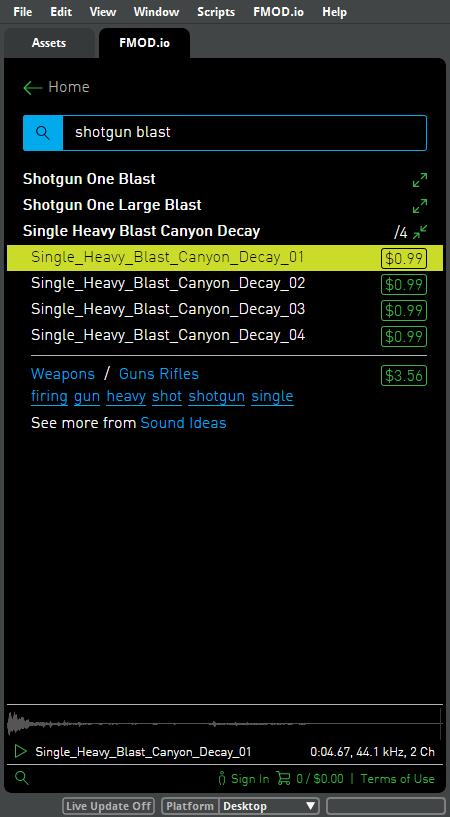 File Edit View Window Scripts FMOD.io Help
Assets FMOD.io
Home
shotgun blast
Shotgun One Blast
Shotgun One Large Blast
Single Heavy Blast Canyon Decay /4
Single_Heavy_Blast_Canyon_Decay_01 $0.99
Single_Heavy_Blast_Canyon_Decay_02 $0.99
Single_Heavy_Blast_Canyon_Decay_03 $0.99
Single_Heavy_Blast_Canyon_Decay_04 $0.99
Weapons / Guns Rifles $3.56
firing gun heavy shot shotgun single
See more from Sound Ideas
Single_Heavy_Blast_Canyon_Decay_01 0:04.67, 44.1 kHz, 2 Ch
Sign In 0 / $0.00 | Terms of Use
Live Update Off Platform Desktop